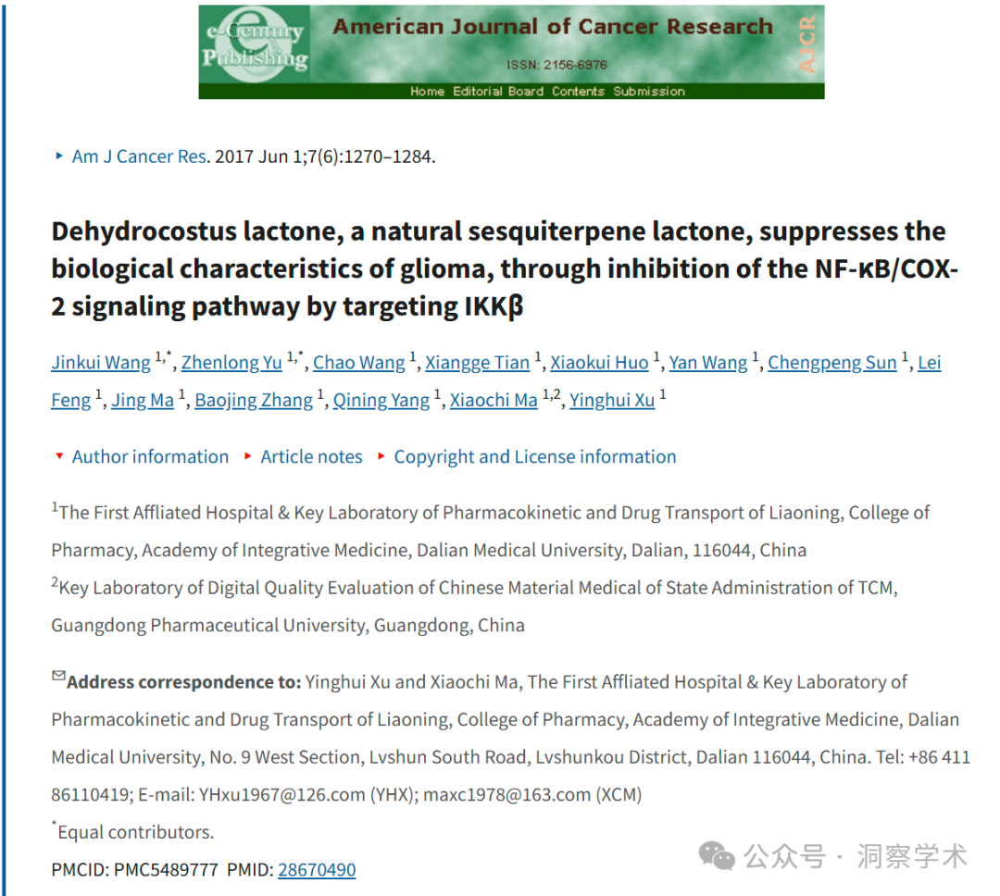 e-Century
Publishing
American Journal of Cancer Research
ISSN: 2156-6976
AJCR
Home Editorial Board Contents Submission
Am J Cancer Res. 2017 Jun 1;7(6):1270–1284.
Dehydrocostus lactone, a natural sesquiterpene lactone, suppresses the
biological characteristics of glioma, through inhibition of the NF-κB/COX-
2 signaling pathway by targeting IKKβ
Jinkui Wang 1,*, Zhenlong Yu 1,*, Chao Wang 1, Xiangge Tian 1, Xiaokui Huo 1, Yan Wang 1, Chengpeng Sun 1, Lei
Feng 1, Jing Ma 1, Baojing Zhang 1, Qining Yang 1, Xiaochi Ma 1,2, Yinghui Xu 1
Author information Article notes Copyright and License information
1The First Affliated Hospital & Key Laboratory of Pharmacokinetic and Drug Transport of Liaoning, College of
Pharmacy, Academy of Integrative Medicine, Dalian Medical University, Dalian, 116044, China
2Key Laboratory of Digital Quality Evaluation of Chinese Material Medical of State Administration of TCM,
Guangdong Pharmaceutical University, Guangdong, China
Address correspondence to: Yinghui Xu and Xiaochi Ma, The First Affliated Hospital & Key Laboratory of
Pharmacokinetic and Drug Transport of Liaoning, College of Pharmacy, Academy of Integrative Medicine, Dalian
Medical University, No. 9 West Section, Lvshun South Road, Lvshunkou District, Dalian 116044, China. Tel: +86 411
86110419; E-mail: YHxu1967@126.com (YHX); maxc1978@163.com (XCM)
*Equal contributors.
PMCID: PMC5489777 PMID: 28670490
公众号 · 洞察学术